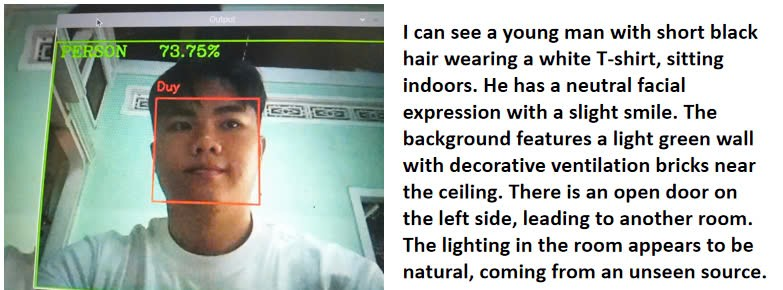 Output
PERSON 73.75%
Duy
I can see a young man with short black
hair wearing a white T-shirt, sitting
indoors. He has a neutral facial
expression with a slight smile. The
background features a light green wall
with decorative ventilation bricks near
the ceiling. There is an open door on
the left side, leading to another room.
The lighting in the room appears to be
natural, coming from an unseen source.